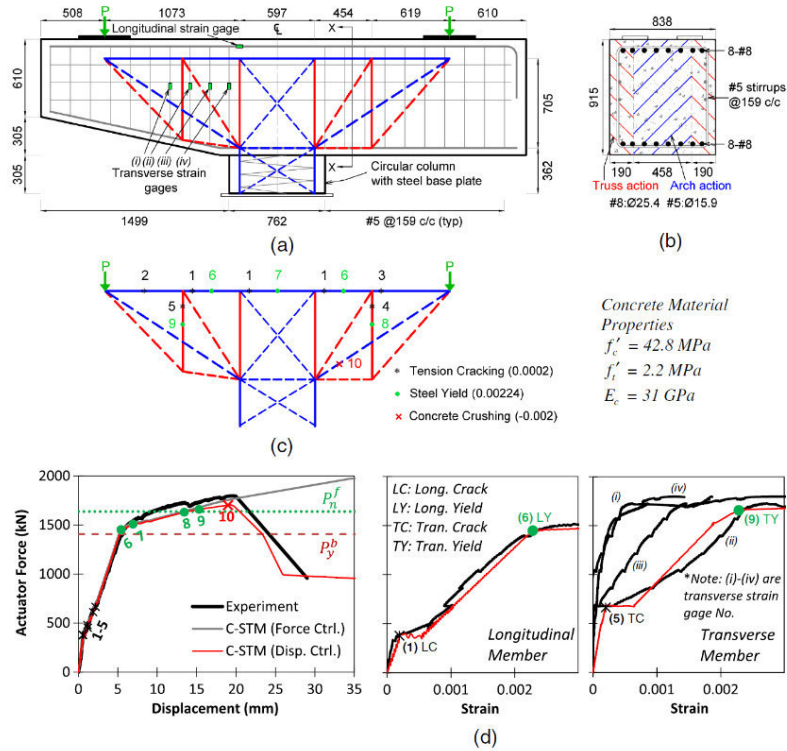 508 1073 597 454 619 610
P ℄ X P
Longitudinal strain gage
610
305
305
(i) (ii) (iii) (iv)
Transverse strain
gages
705
362
X
Circular column
with steel base plate
1499 762 #5 @159 c/c (typ)
(a)
838
915
8-#8
#5 stirrups
@159 c/c
8-#8
190 458 190
Truss action Arch action
#8:Ø25.4 #5:Ø15.9
(b)
P P
2 1 6 1 7 1 6 1 3
5 4
9 8
10
Tension Cracking (0.0002)
Steel Yield (0.00224)
Concrete Crushing (-0.002)
(c)
Concrete Material
Properties
f'c = 42.8 MPa
f't = 2.2 MPa
Ec = 31 GPa
Actuator Force (kN)
2000
1500
1000
500
0
0 5 10 15 20 25 30 35
Displacement (mm)
1-5
6 7 8 9 10
P_n^f
P_y^b
Experiment
C-STM (Force Ctrl.)
C-STM (Disp. Ctrl.)
LC: Long. Crack
LY: Long. Yield
TC: Tran. Crack
TY: Tran. Yield
(6) LY
(1) LC
Longitudinal
Member
0 0.001 0.002
Strain
(i) (iv)
(9) TY
(iii) (ii)
*Note: (i)-(iv) are
transverse strain
gage No.
(5) TC
Transverse
Member
0 0.001 0.002
Strain
(d)